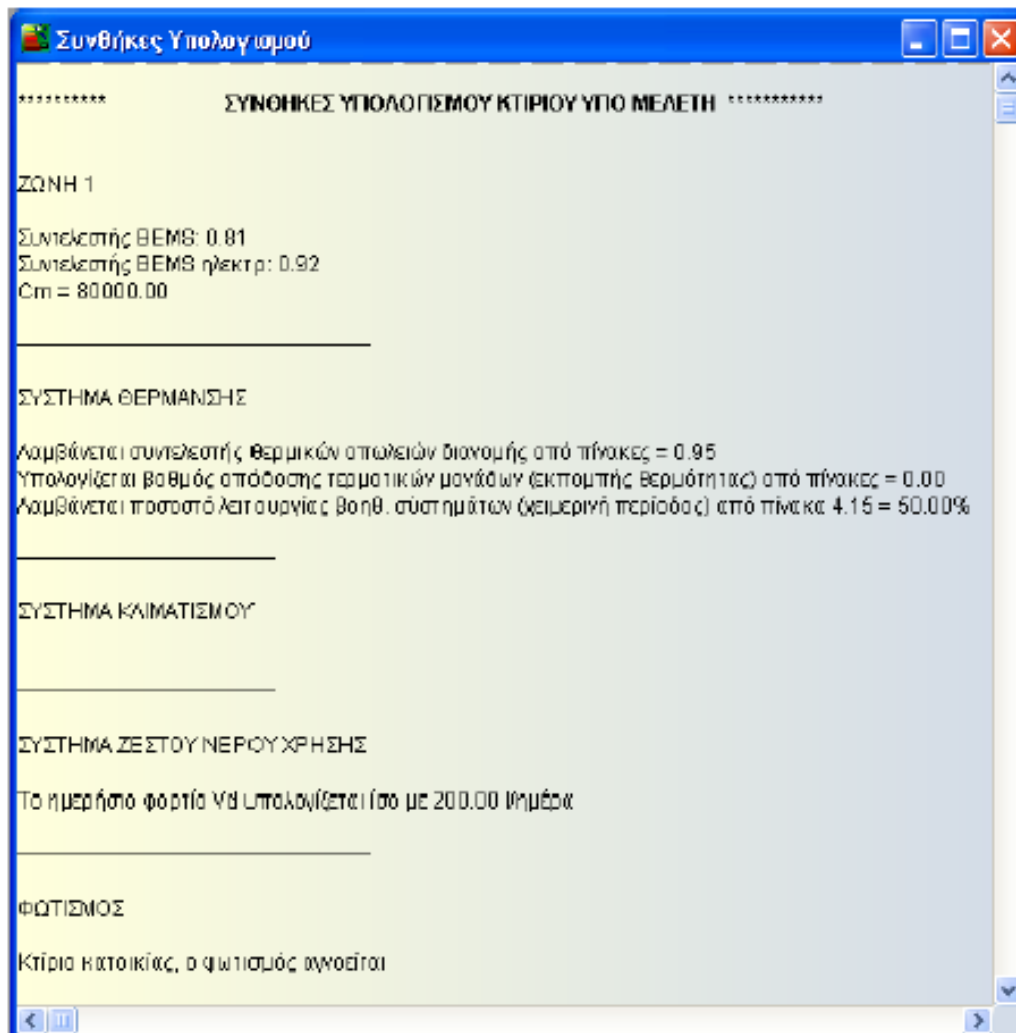 Συνθήκες Υπολογισμού
********** ΣΥΝΘΗΚΕΣ ΥΠΟΛΟΓΙΣΜΟΥ ΚΤΙΡΙΟΥ ΥΠΟ ΜΕΛΕΤΗ ***********
ΖΩΝΗ 1
Συντελεστής BEMS: 0.81
Συντελεστής BEMS ηλεκτρ: 0.92
Cm = 80000.00
ΣΥΣΤΗΜΑ ΘΕΡΜΑΝΣΗΣ
Λαμβάνεται συντελεστής θερμικών απωλειών διανομής από πίνακες = 0.95
Υπολογίζεται βαθμός απόδοσης τερματικών μονάδων (εκπομπής θερμότητας) από πίνακες = 0.00
Λαμβάνεται ποσοστό λειτουργίας βοηθ. συστημάτων (χειμερινή περίοδος) από πίνακα 4.15 = 50.00%
ΣΥΣΤΗΜΑ ΚΛΙΜΑΤΙΣΜΟΥ
ΣΥΣΤΗΜΑ ΖΕΣΤΟΥ ΝΕΡΟΥ ΧΡΗΣΗΣ
Το ημερήσιο φορτίο Vd υπολογίζεται ίσο με 200.00 l/ημέρα
ΦΩΤΙΣΜΟΣ
Κτίριο κατοικίας, ο φωτισμός αγνοείται